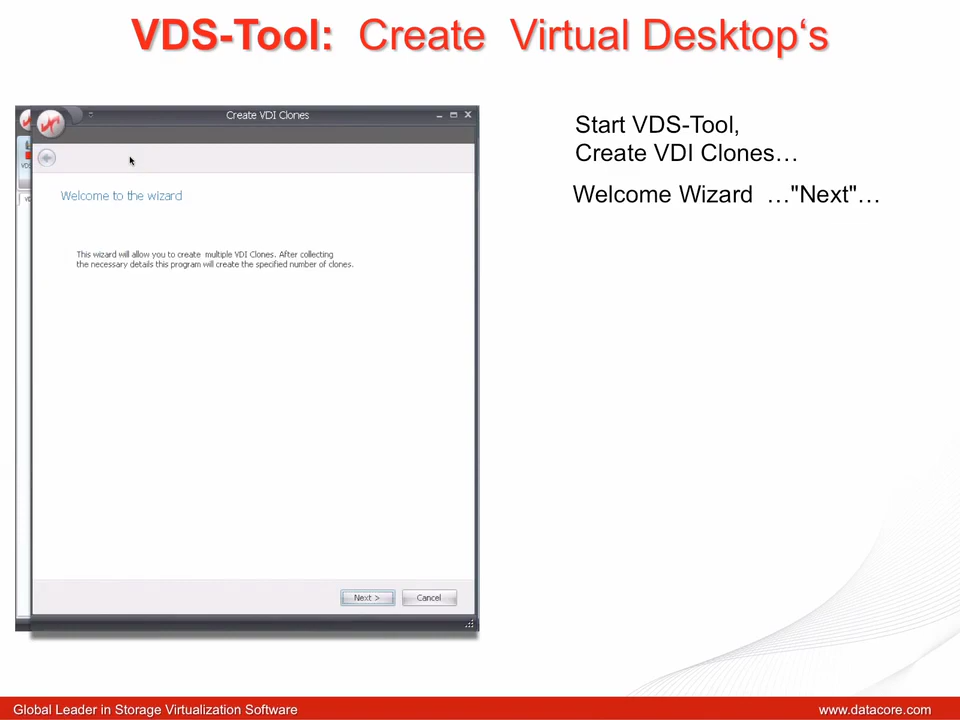 VDS-Tool: Create Virtual Desktop‘s
Create VDI Clones
Welcome to the wizard
This wizard will allow you to create multiple VDI Clones. After collecting
the necessary details this program will create the specified number of clones.
Next >
Cancel
Start VDS-Tool,
Create VDI Clones…
Welcome Wizard …"Next"…
Global Leader in Storage Virtualization Software
www.datacore.com